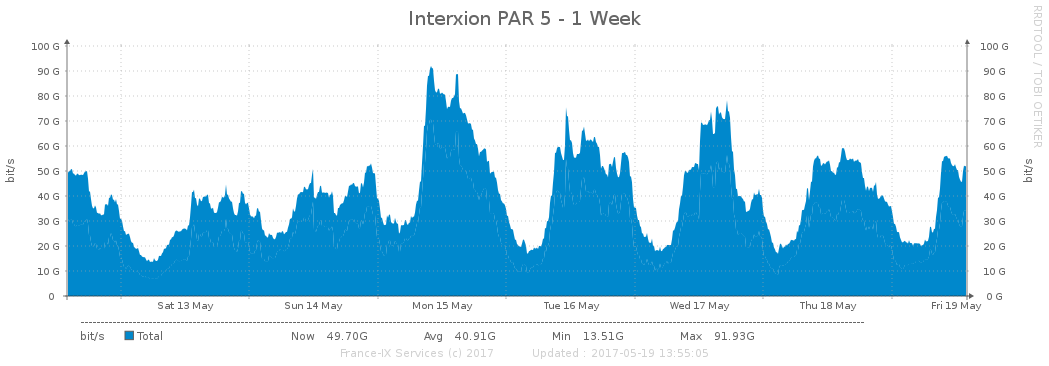 Interxion PAR 5 - 1 Week
RRDTOOL / TOBI OETIKER
bit/s
bit/s
100 G 100 G
90 G 90 G
80 G 80 G
70 G 70 G
60 G 60 G
50 G 50 G
40 G 40 G
30 G 30 G
20 G 20 G
10 G 10 G
0 0 G
Sat 13 May Sun 14 May Mon 15 May Tue 16 May Wed 17 May Thu 18 May Fri 19 May
bit/s Total Now 49.70G Avg 40.91G Min 13.51G Max 91.93G
France-IX Services (c) 2017 Updated : 2017-05-19 13:55:05